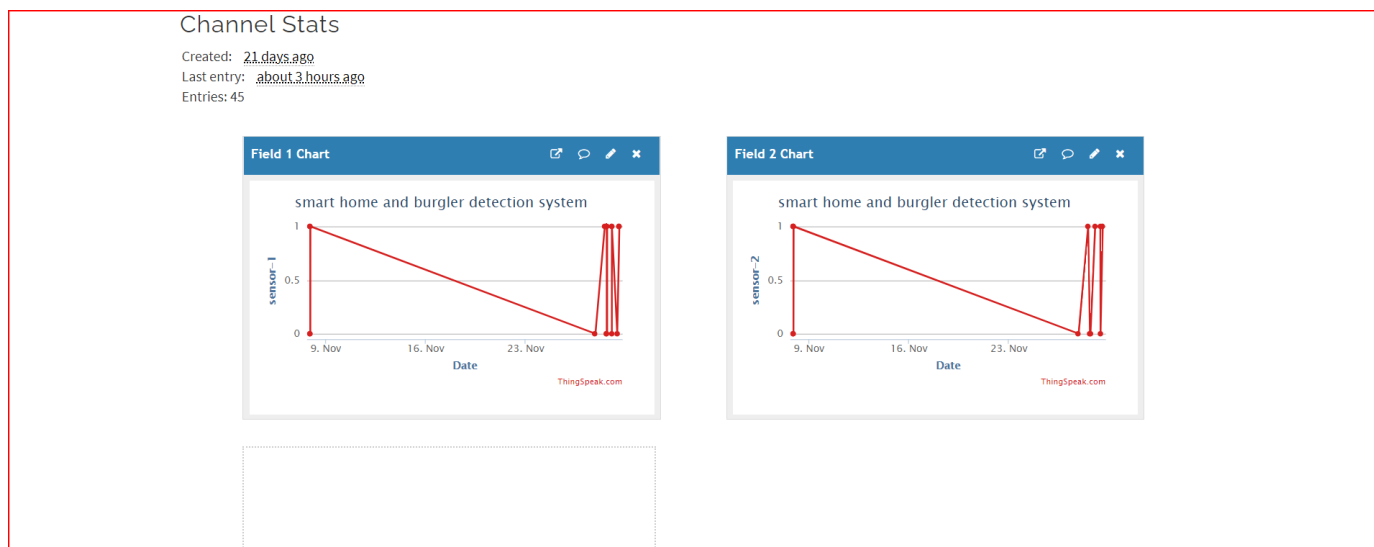 Channel Stats
Created: 21 days ago
Last entry: about 3 hours ago
Entries: 45
Field 1 Chart
smart home and burgler detection system
sensor-1
1
0.5
0
9. Nov 16. Nov 23. Nov
Date
ThingSpeak.com
Field 2 Chart
smart home and burgler detection system
sensor-2
1
0.5
0
9. Nov 16. Nov 23. Nov
Date
ThingSpeak.com